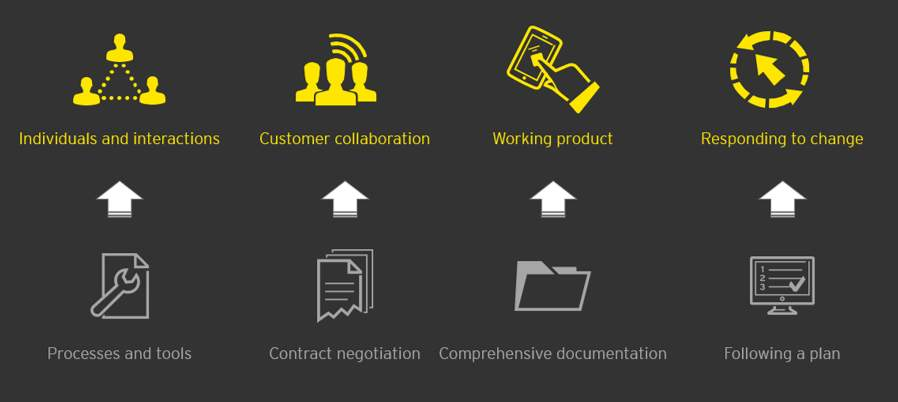 Individuals and interactions
Customer collaboration
Working product
Responding to change
1
2
3
Processes and tools
Contract negotiation
Comprehensive documentation
Following a plan